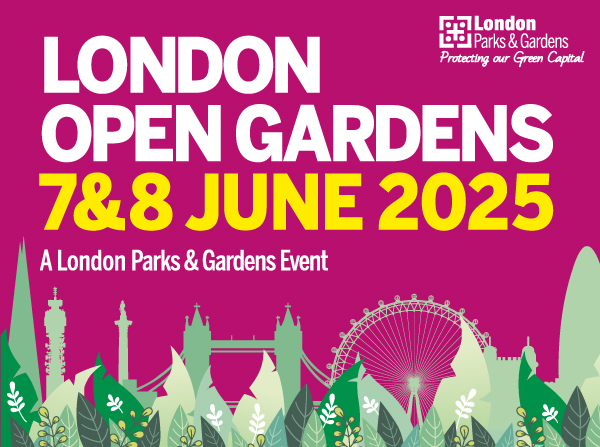 London
Parks & Gardens
Protecting our Green Capital
LONDON
OPEN GARDENS
7&8 JUNE 2025
A London Parks & Gardens Event